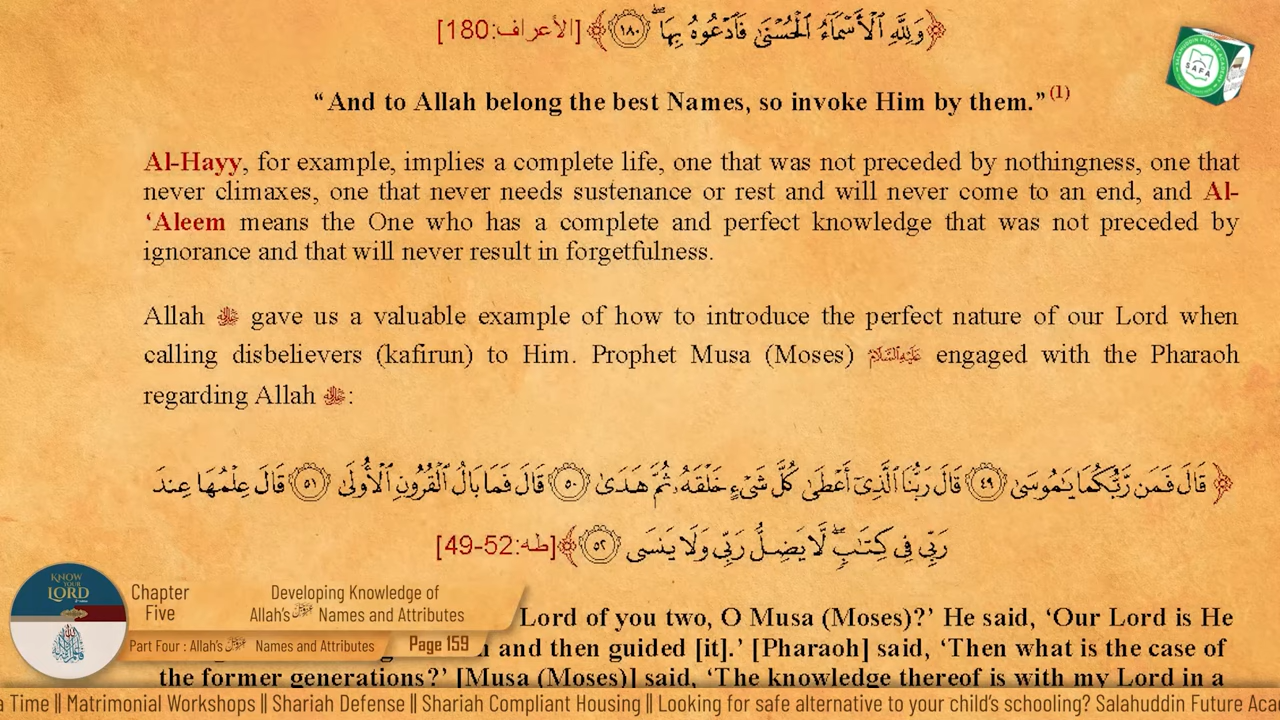 ﴿وَلِلَّهِ ٱلْأَسْمَآءُ ٱلْحُسْنَىٰ فَٱدْعُوهُ بِهَا ۖ ١٨٠﴾ [الأعراف:180]
SAFA
“And to Allah belong the best Names, so invoke Him by them.”(1)
Al-Hayy, for example, implies a complete life, one that was not preceded by nothingness, one that
never climaxes, one that never needs sustenance or rest and will never come to an end, and Al-
‘Aleem means the One who has a complete and perfect knowledge that was not preceded by
ignorance and that will never result in forgetfulness.
Allah ﷻ gave us a valuable example of how to introduce the perfect nature of our Lord when
calling disbelievers (kafirun) to Him. Prophet Musa (Moses) عَلَيْهِ السَّلَامُ engaged with the Pharaoh
regarding Allah ﷻ:
﴿قَالَ فَمَن رَّبُّكُمَا يَٰمُوسَىٰ ٤٩ قَالَ رَبُّنَا ٱلَّذِىٓ أَعْطَىٰ كُلَّ شَىْءٍ خَلْقَهُۥ ثُمَّ هَدَىٰ ٥٠ قَالَ فَمَا بَالُ ٱلْقُرُونِ ٱلْأُولَىٰ ٥١ قَالَ عِلْمُهَا عِندَ
رَبِّى فِى كِتَٰبٍ ۖ لَّا يَضِلُّ رَبِّى وَلَا يَنسَى ٥٢﴾ [طه:49-52]
Lord of you two, O Musa (Moses)?’ He said, ‘Our Lord is He
and then guided [it].’ [Pharaoh] said, ‘Then what is the case of
the former generations?’ [Musa (Moses)] said, ‘The knowledge thereof is with my Lord in a
KNOW
YOUR
LORD
Chapter
Five
Developing Knowledge of
Allah’s Names and Attributes
Part Four : Allah’s Names and Attributes
Page 159
Time || Matrimonial Workshops || Shariah Defense || Shariah Compliant Housing || Looking for safe alternative to your child’s schooling? Salahuddin Future